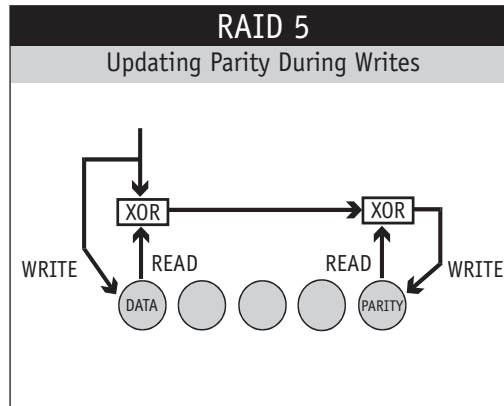 RAID 5
Updating Parity During Writes
XOR
XOR
WRITE
READ
READ
WRITE
DATA
PARITY